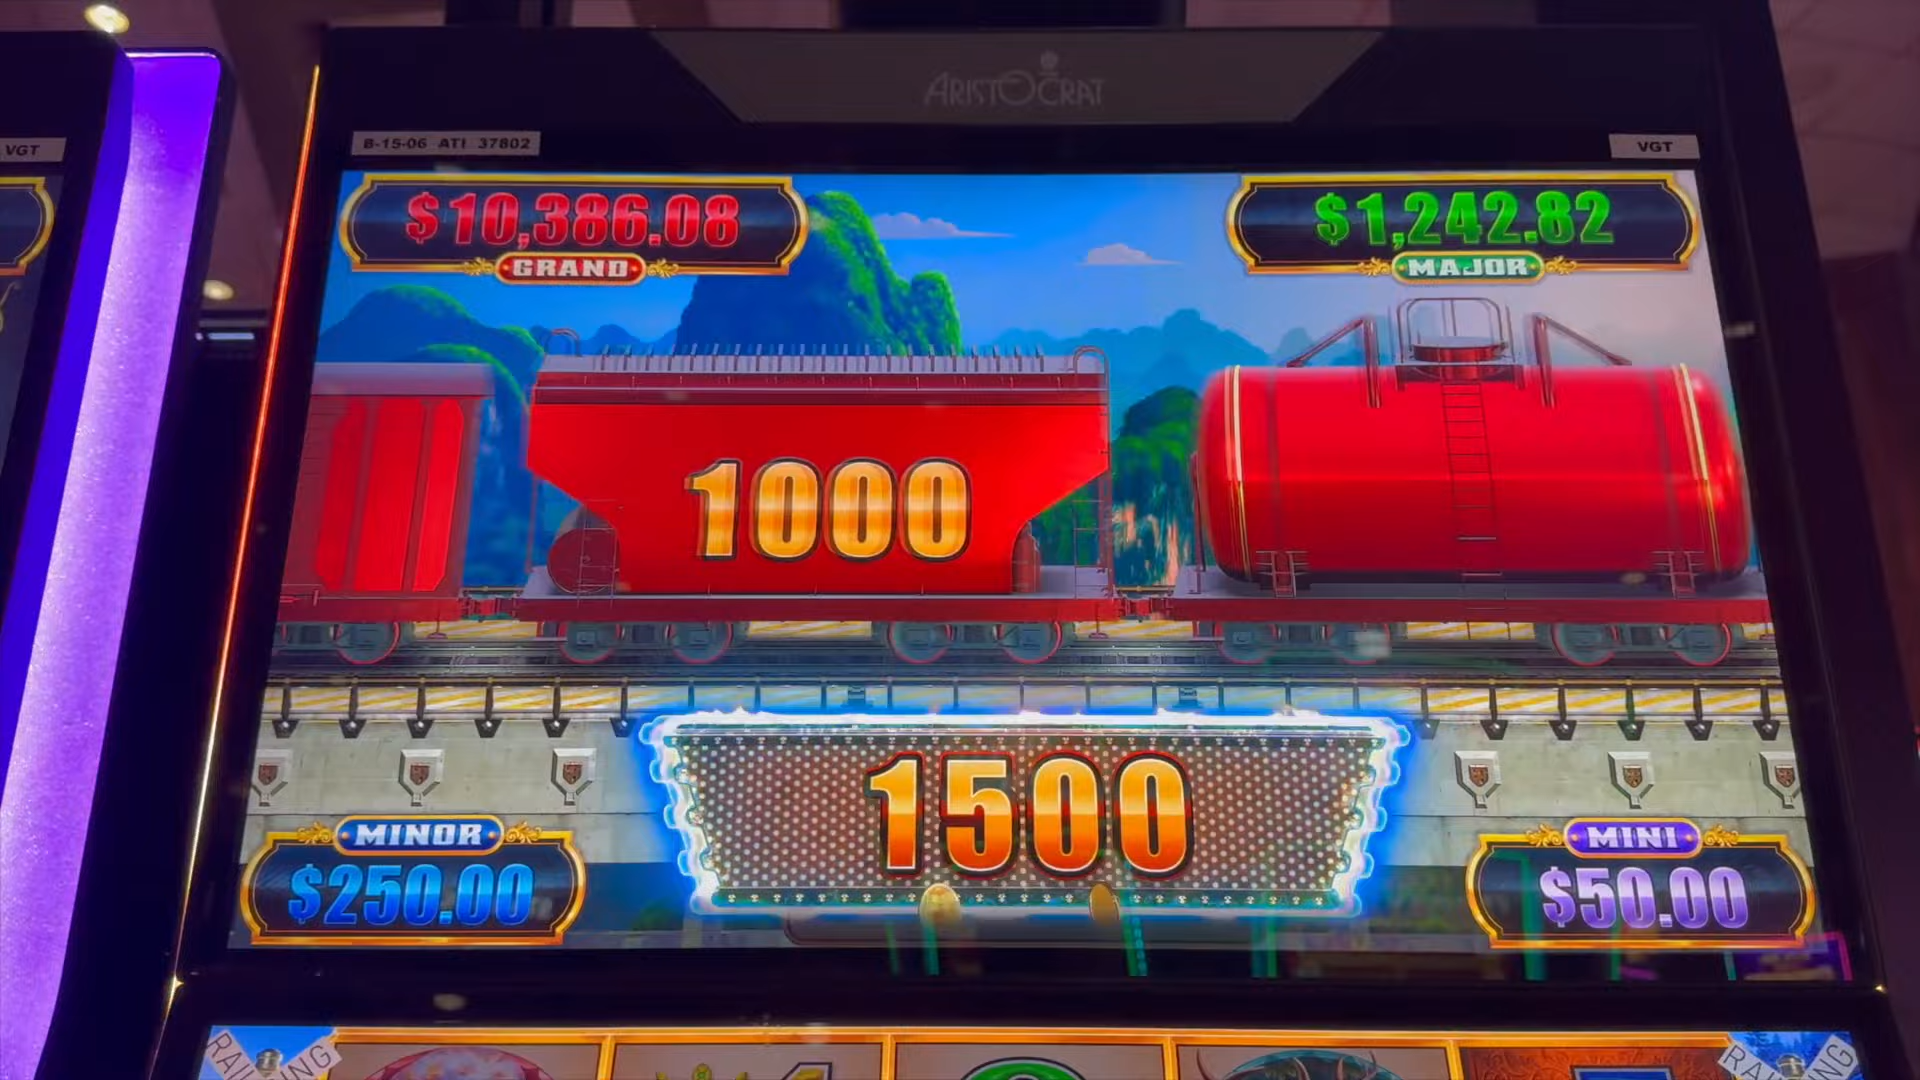 ARISTOCRAT
VGT
B-15-06 ATI 37802
VGT
$10,386.08
GRAND
$1,242.82
MAJOR
1000
1500
MINOR
$250.00
MINI
$50.00